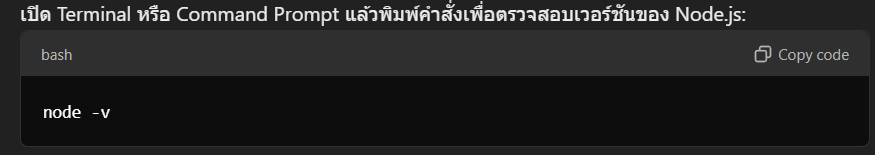 เปิด Terminal หรือ Command Prompt แล้วพิมพ์คำสั่งเพื่อตรวจสอบเวอร์ชันของ Node.js:
bash Copy code
node -v